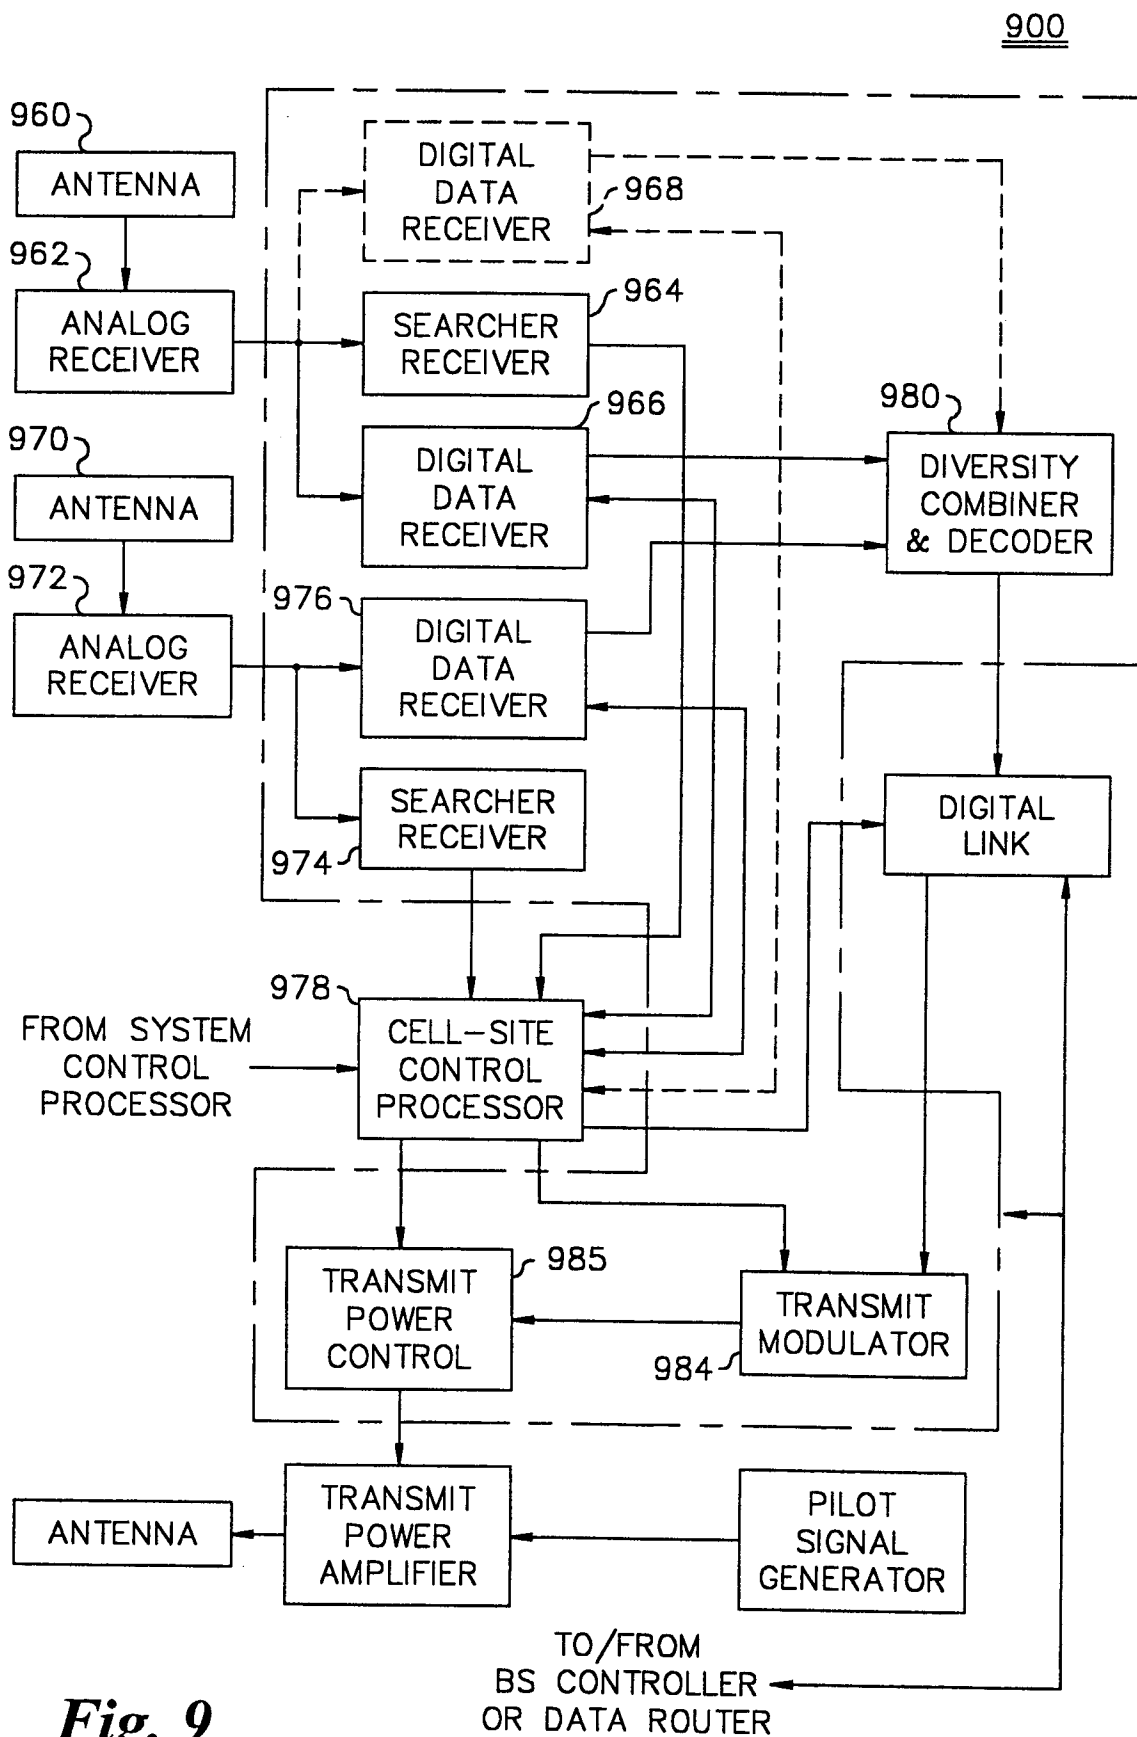 900
960
ANTENNA
962
ANALOG
RECEIVER
970
ANTENNA
972
ANALOG
RECEIVER
DIGITAL
DATA
RECEIVER
968
SEARCHER
RECEIVER
964
966
DIGITAL
DATA
RECEIVER
976
DIGITAL
DATA
RECEIVER
SEARCHER
RECEIVER
974
980
DIVERSITY
COMBINER
& DECODER
DIGITAL
LINK
978
CELL-SITE
CONTROL
PROCESSOR
FROM SYSTEM
CONTROL
PROCESSOR
985
TRANSMIT
POWER
CONTROL
TRANSMIT
MODULATOR
984
ANTENNA
TRANSMIT
POWER
AMPLIFIER
PILOT
SIGNAL
GENERATOR
TO/FROM
BS CONTROLLER
OR DATA ROUTER
Fig. 9